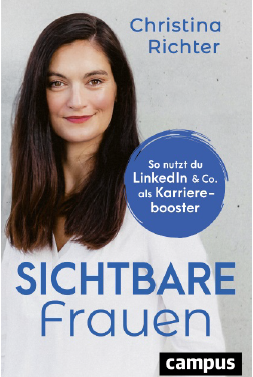 Christina
Richter
So nutzt du
LinkedIn & Co.
als Karriere-
booster
SICHTBARE
Frauen
campus